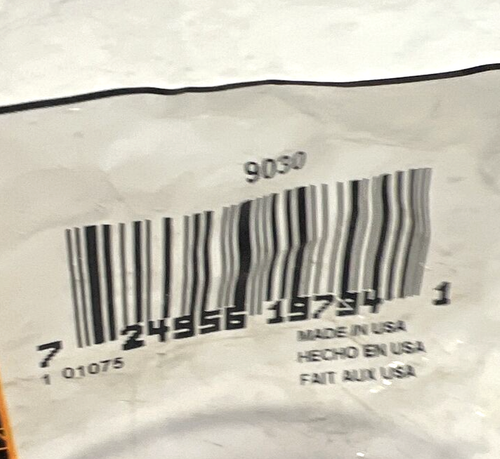 9030
7 24956 19794 1
1 01075
MADE IN USA
HECHO EN USA
FAIT AUX USA